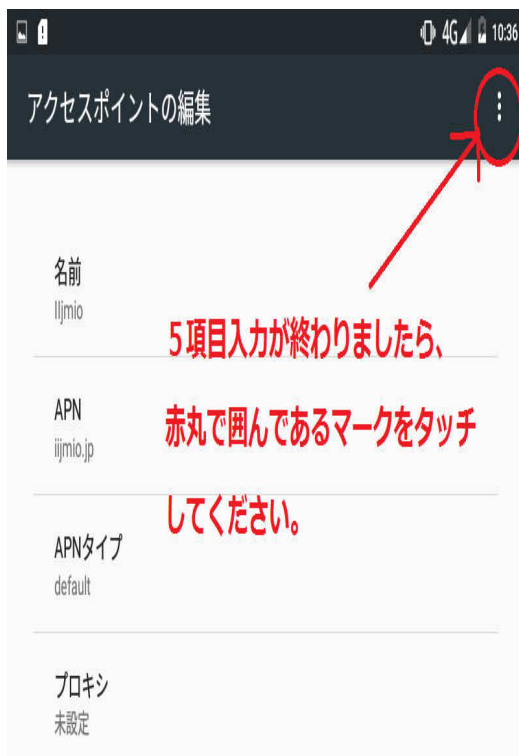 4G 10:36
アクセスポイントの編集
名前
IIjmio
5項目入力が終わりましたら、
APN
赤丸で囲んであるマークをタッチ
iijmio.jp
してください。
APNタイプ
default
プロキシ
未設定